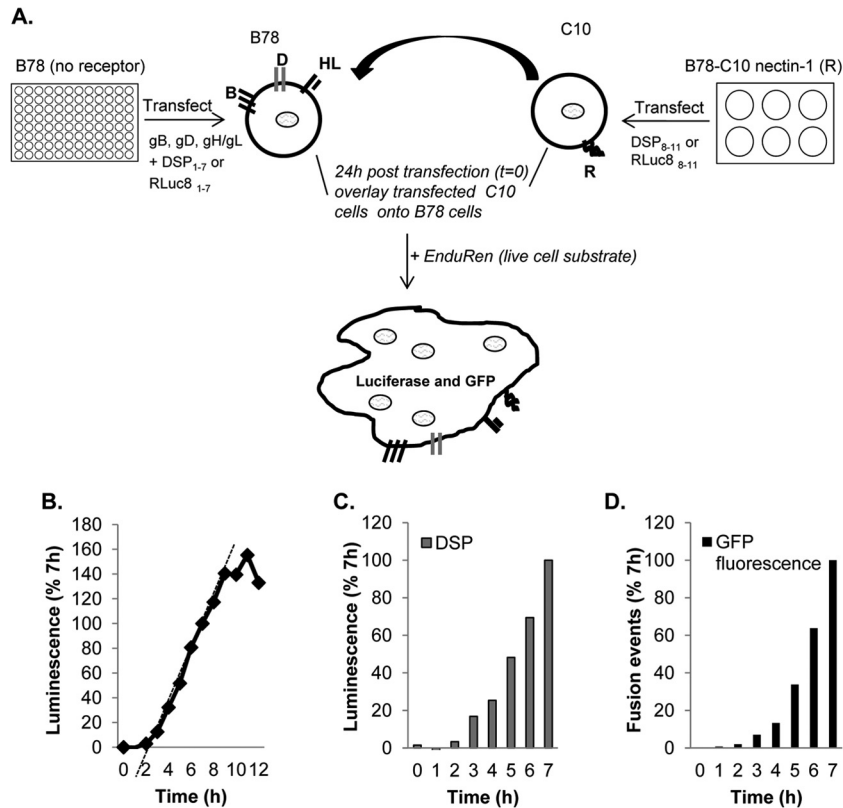 A.
B78 (no receptor)
Transfect
gB, gD, gH/gL
+ DSP1-7 or
RLuc8 1-7
B78
D
HL
B
C10
R
B78-C10 nectin-1 (R)
Transfect
DSP8-11 or
RLuc8 8-11
24h post transfection (t=0)
overlay transfected C10
cells onto B78 cells
+ EnduRen (live cell substrate)
Luciferase and GFP
B.
Luminescence (% 7h)
180
160
140
120
100
80
60
40
20
0
0 2 4 6 8 10 12
Time (h)
C.
Luminescence (% 7h)
120
100
80
60
40
20
0
DSP
0 1 2 3 4 5 6 7
Time (h)
D.
Fusion events (% 7h)
120
100
80
60
40
20
0
GFP
fluorescence
0 1 2 3 4 5 6 7
Time (h)